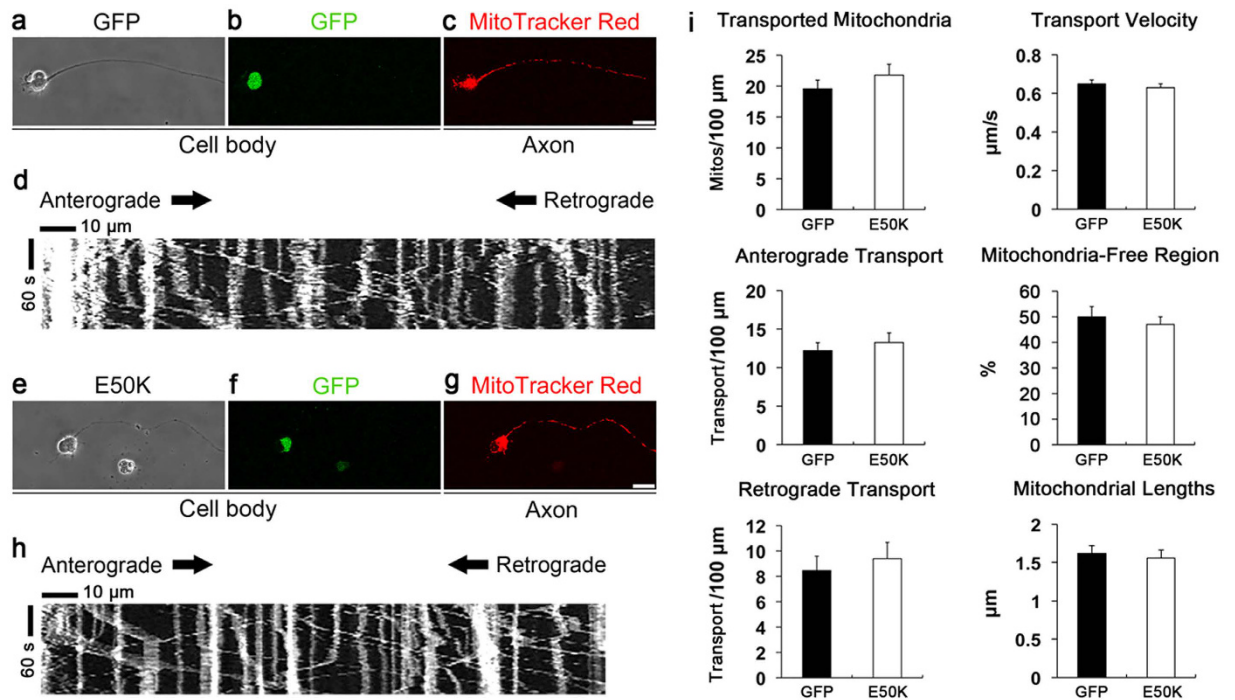 a GFP b GFP c MitoTracker Red
Cell body Axon
d
Anterograde Retrograde
10 µm
60 s
e E50K f GFP g MitoTracker Red
Cell body Axon
h
Anterograde Retrograde
10 µm
60 s
i
Transported Mitochondria
Mitos/100 µm
25
20
15
10
5
0
GFP E50K
Transport Velocity
µm/s
0.8
0.6
0.4
0.2
0
GFP E50K
Anterograde Transport
Transport/100 µm
20
15
10
5
0
GFP E50K
Mitochondria-Free Region
%
60
50
40
30
20
10
0
GFP E50K
Retrograde Transport
Transport /100 µm
12
10
8
6
4
2
0
GFP E50K
Mitochondrial Lengths
µm
2
1.5
1
0.5
0
GFP E50K